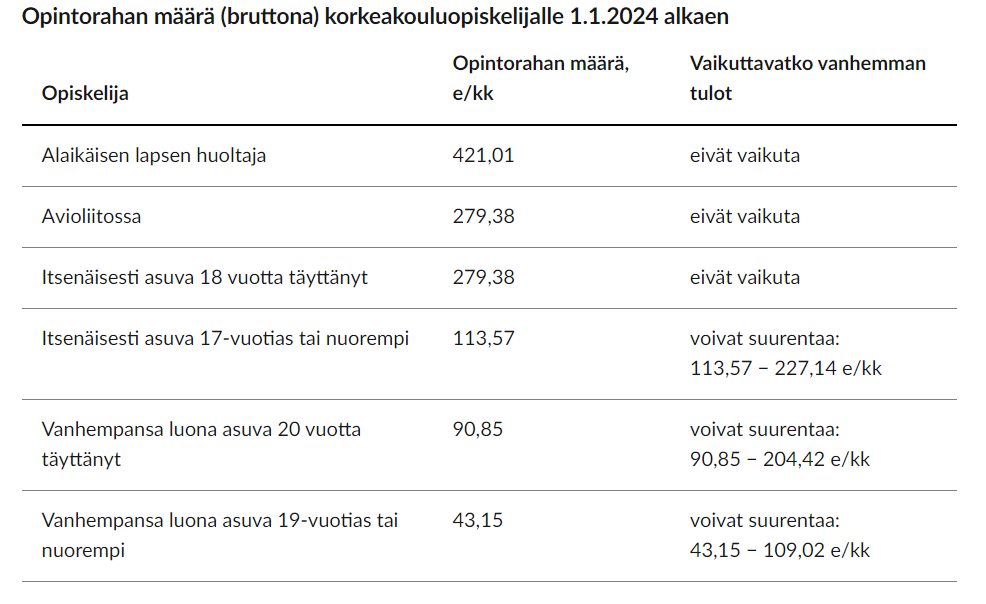 Opintorahan määrä (bruttona) korkeakouluopiskelijalle 1.1.2024 alkaen
Opiskelija
Opintorahan määrä,
e/kk
Vaikuttavatko vanhemman
tulot
Alaikäisen lapsen huoltaja
421,01
eivät vaikuta
Avioliitossa
279,38
eivät vaikuta
Itsenäisesti asuva 18 vuotta täyttänyt
279,38
eivät vaikuta
Itsenäisesti asuva 17-vuotias tai nuorempi
113,57
voivat suurentaa:
113,57 – 227,14 e/kk
Vanhempansa luona asuva 20 vuotta
täyttänyt
90,85
voivat suurentaa:
90,85 – 204,42 e/kk
Vanhempansa luona asuva 19-vuotias tai
nuorempi
43,15
voivat suurentaa:
43,15 – 109,02 e/kk